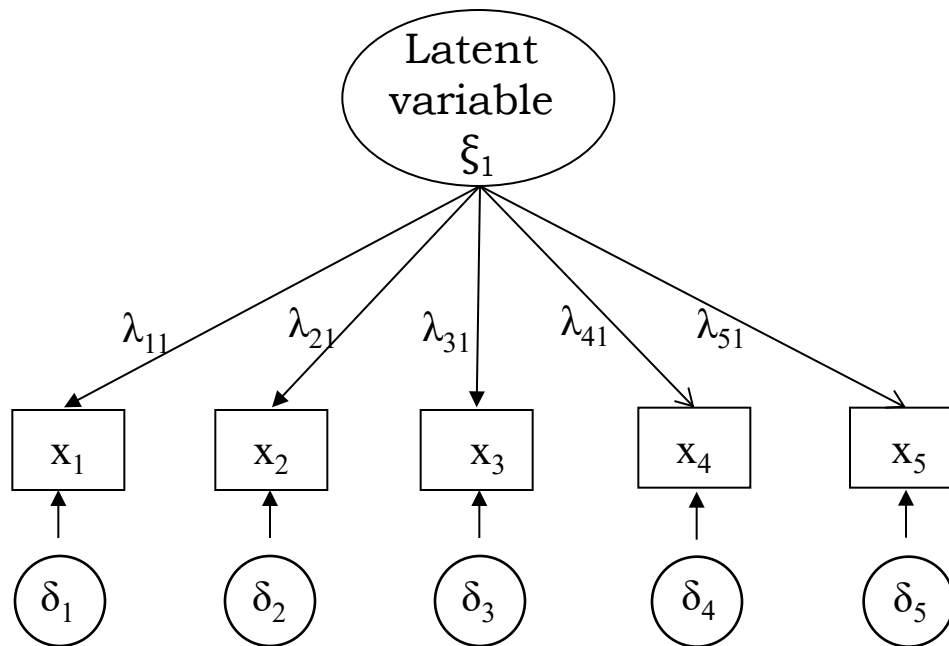 Latent
variable
ξ₁
λ₁₁ λ₂₁ λ₃₁ λ₄₁ λ₅₁
x₁ x₂ x₃ x₄ x₅
δ₁ δ₂ δ₃ δ₄ δ₅